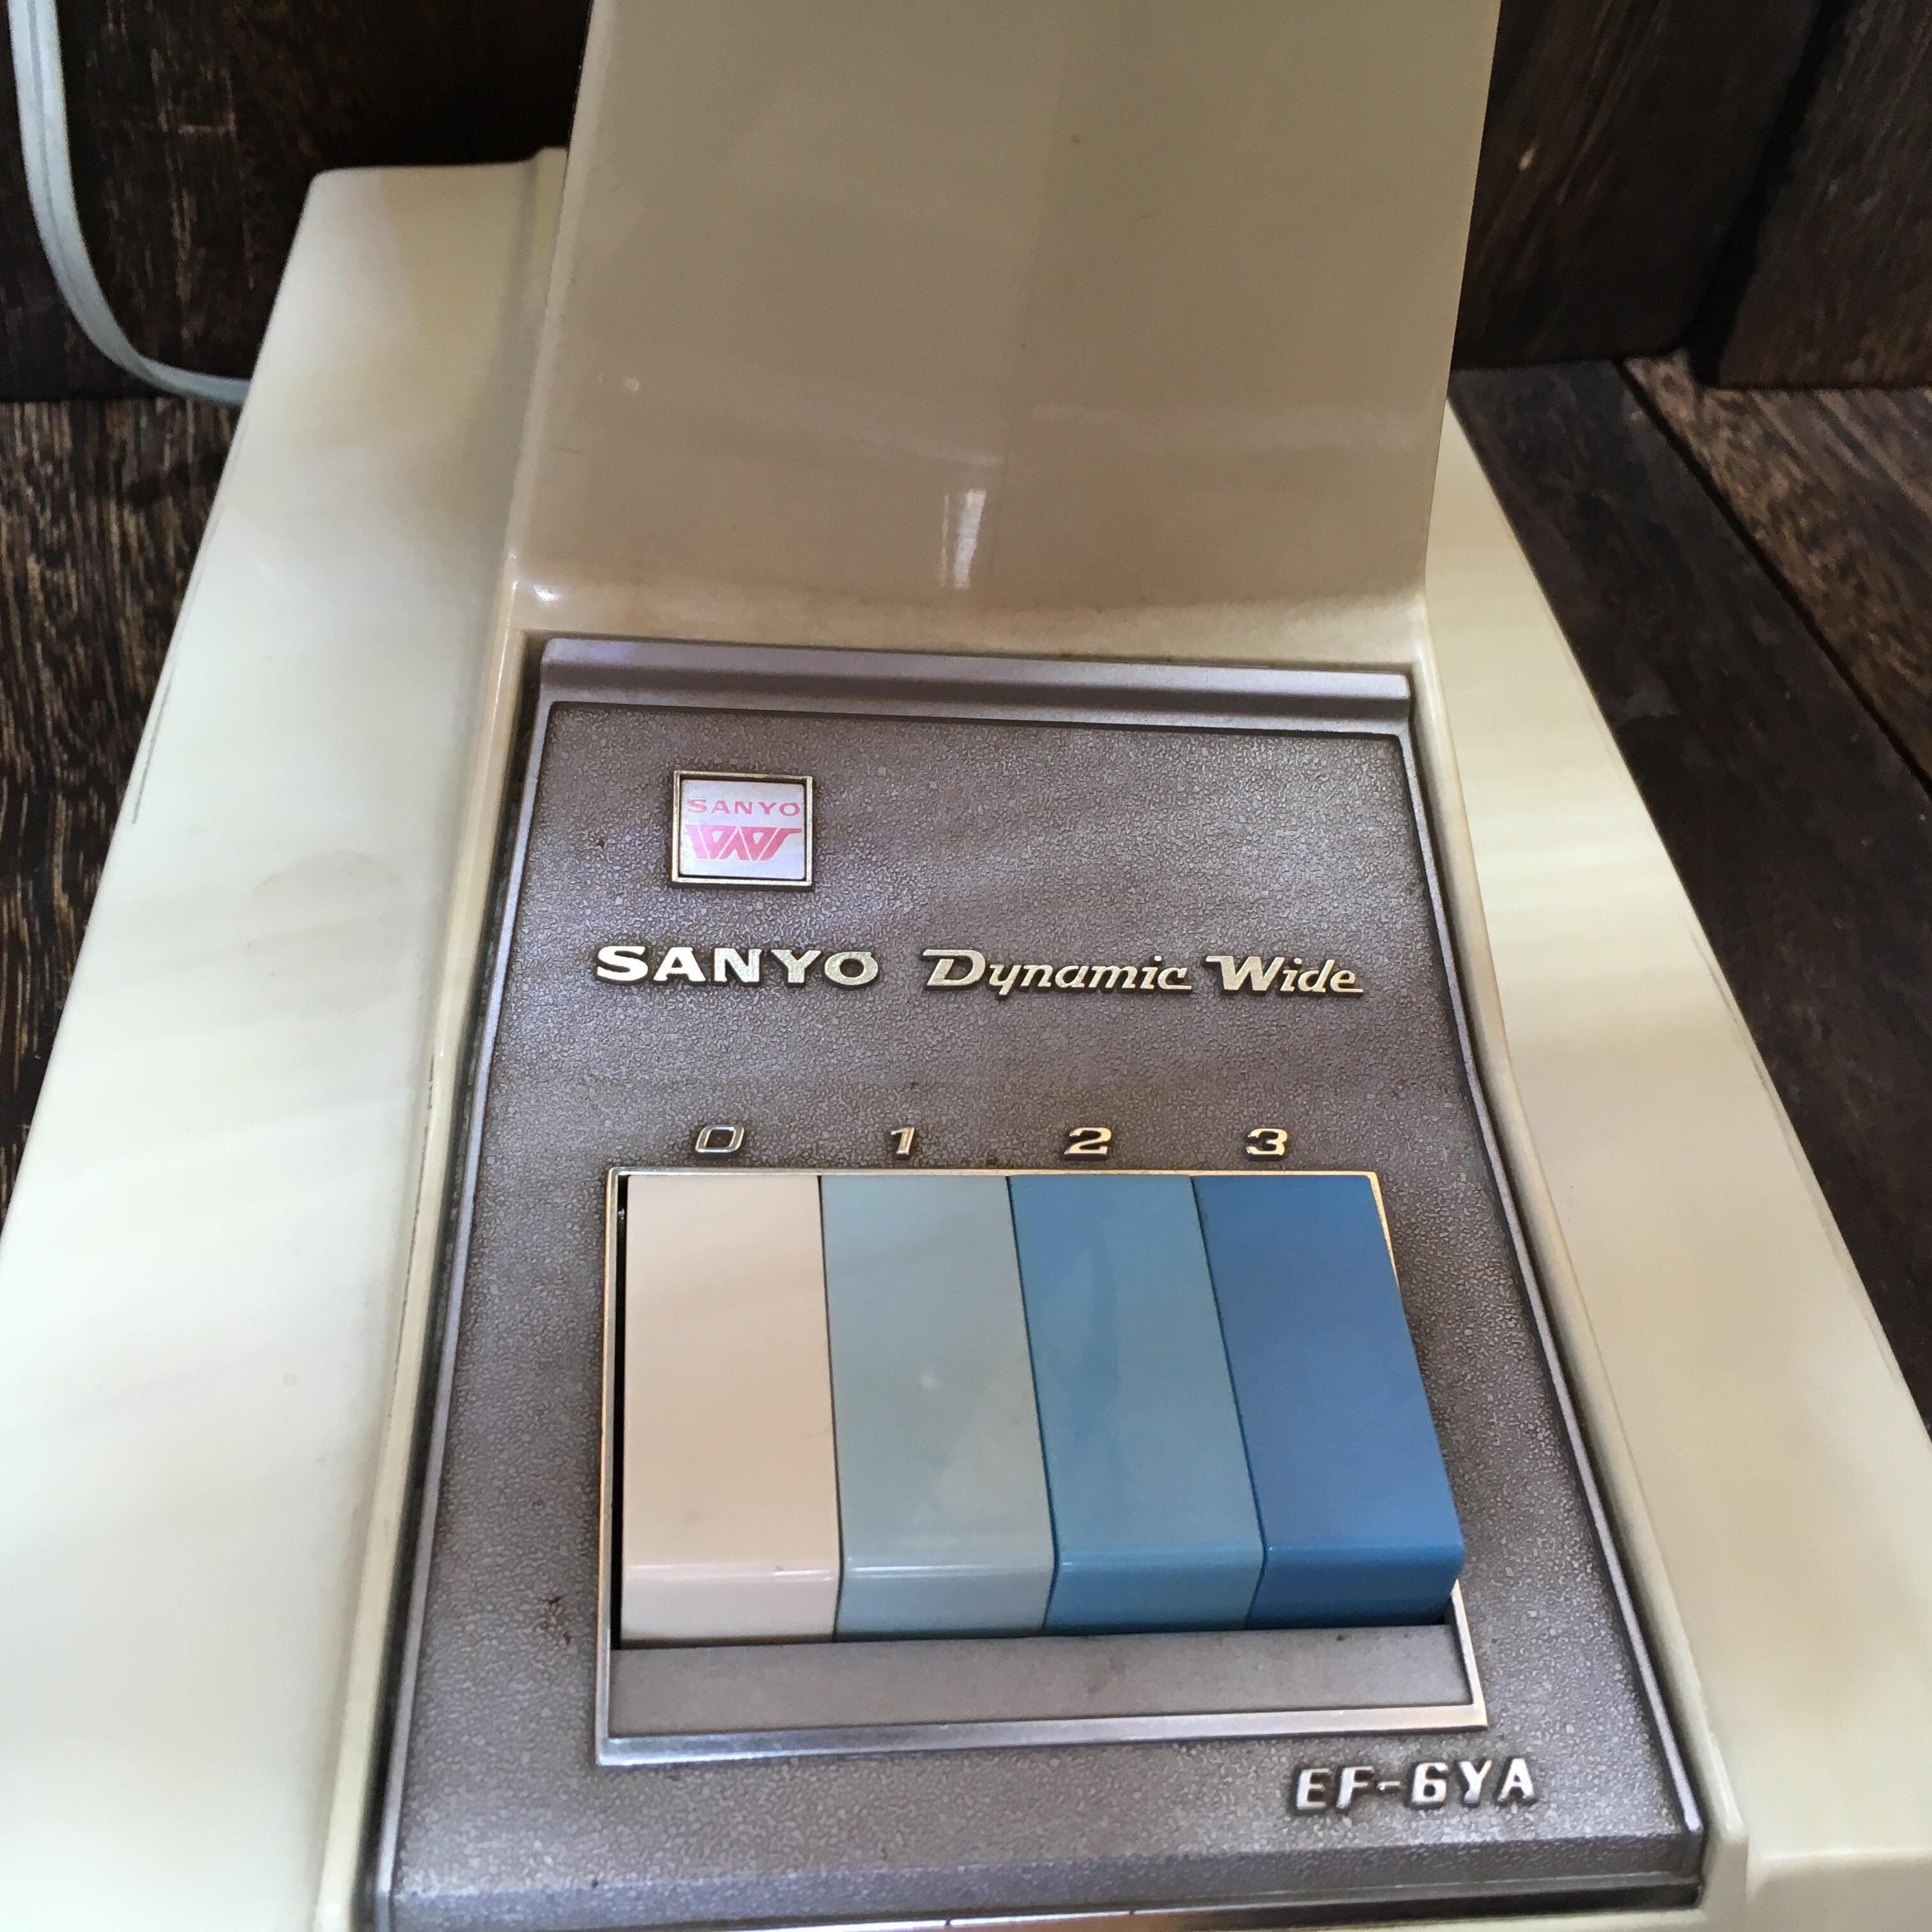 SANYO
SANYO Dynamic Wide
0 1 2 3
EF-6YA